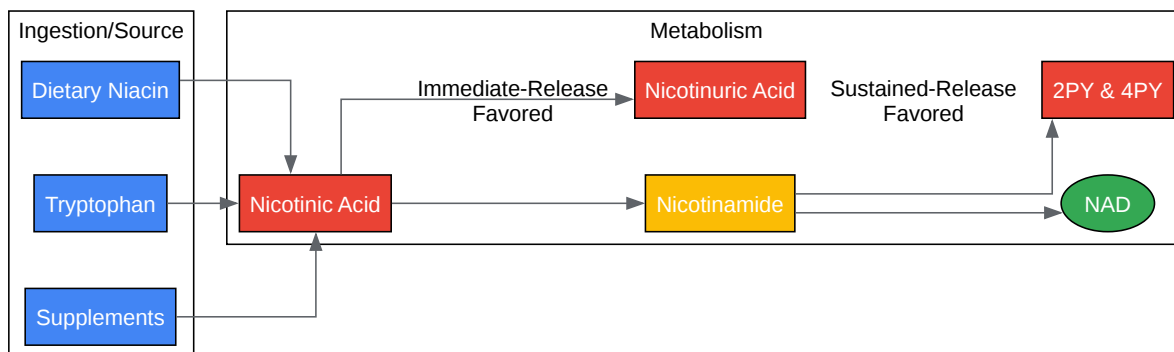 Ingestion/Source
Metabolism
Dietary Niacin
Immediate-Release
Favored
Nicotinuric Acid
Sustained-Release
Favored
2PY & 4PY
Tryptophan
Nicotinic Acid
Nicotinamide
NAD
Supplements